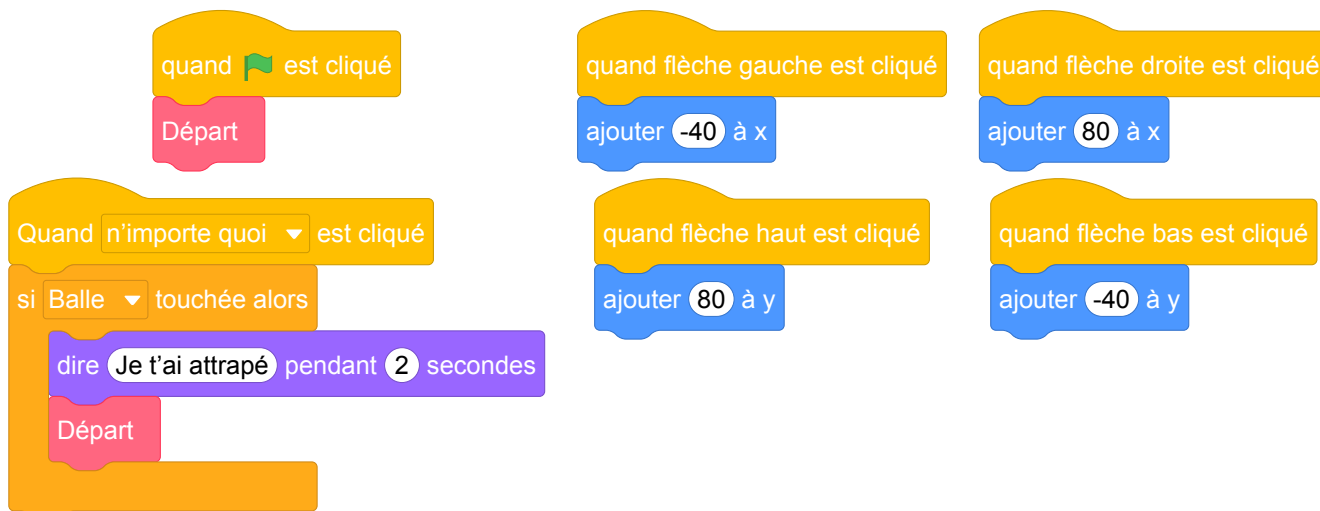 quand est cliqué
Départ
Quand n'importe quoi est cliqué
si Balle touchée alors
dire Je t'ai attrapé pendant 2 secondes
Départ
quand flèche gauche est cliqué
ajouter -40 à x
quand flèche droite est cliqué
ajouter 80 à x
quand flèche haut est cliqué
ajouter 80 à y
quand flèche bas est cliqué
ajouter -40 à y